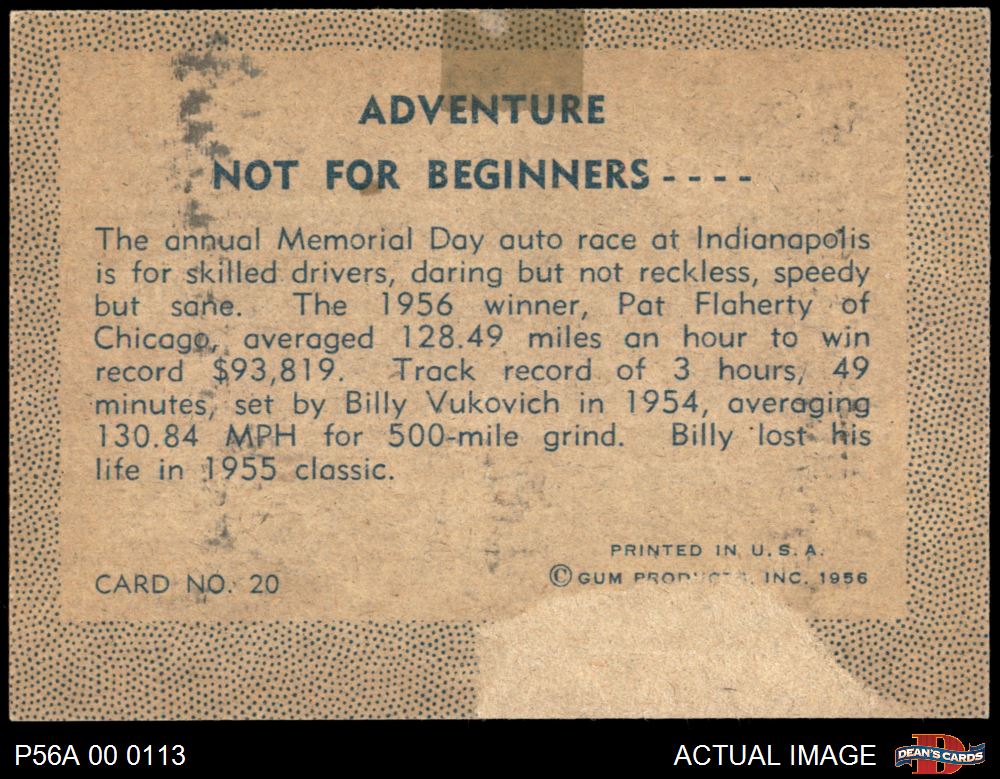 ADVENTURE
NOT FOR BEGINNERS - - - -
The annual Memorial Day auto race at Indianapolis
is for skilled drivers, daring but not reckless, speedy
but sane. The 1956 winner, Pat Flaherty of
Chicago, averaged 128.49 miles an hour to win
record $93,819. Track record of 3 hours, 49
minutes, set by Billy Vukovich in 1954, averaging
130.84 MPH for 500-mile grind. Billy lost his
life in 1955 classic.
PRINTED IN U.S.A.
CARD NO. 20
© GUM PRODUCTS, INC. 1956
P56A 00 0113
ACTUAL IMAGE
D
DEAN'S CARDS